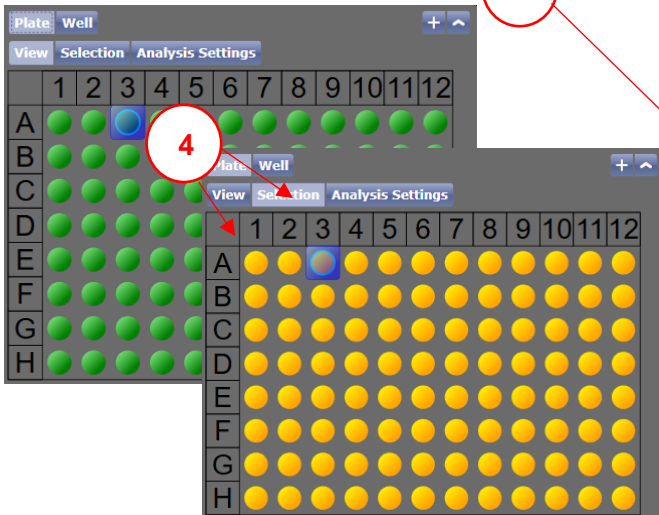 Plate Well + ^
View Selection Analysis Settings
1 2 3 4 5 6 7 8 9 10 11 12
A
B
C
D
E
F
G
H
4
Plate Well + ^
View Selection Analysis Settings
1 2 3 4 5 6 7 8 9 10 11 12
A
B
C
D
E
F
G
H